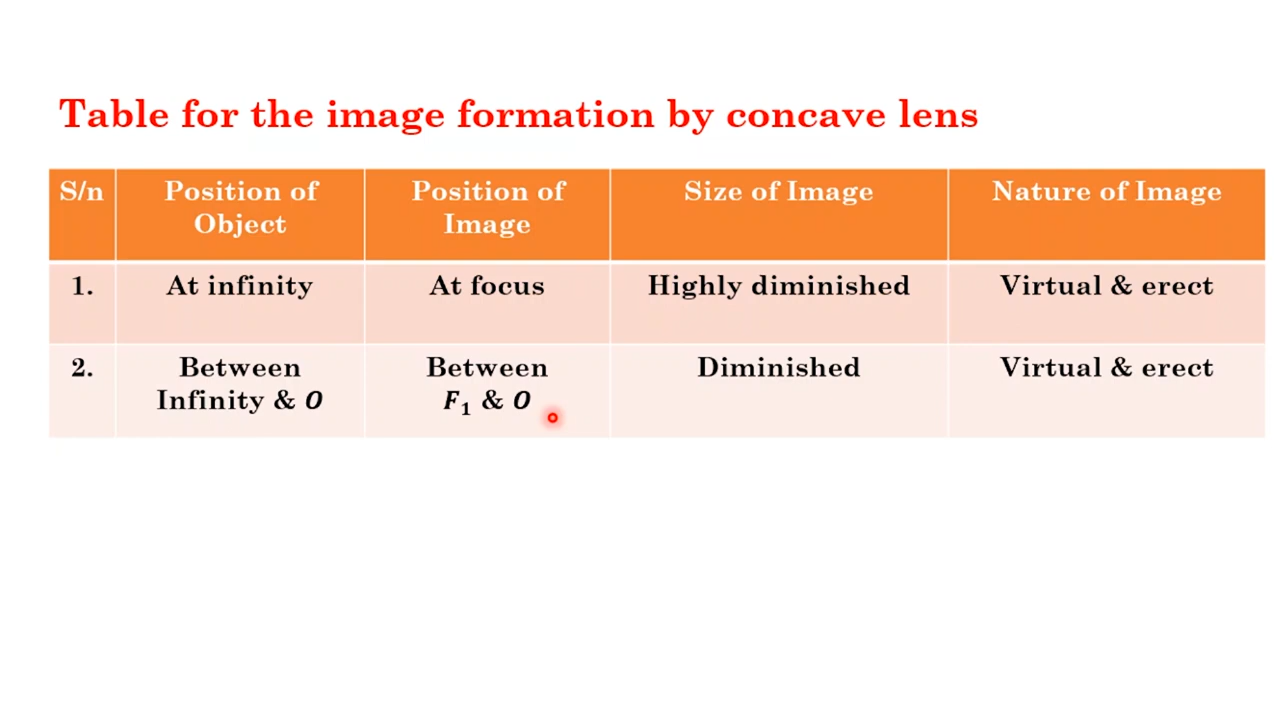 Table for the image formation by concave lens
S/n Position of Object Position of Image Size of Image Nature of Image
1. At infinity At focus Highly diminished Virtual & erect
2. Between Infinity & O Between F₁ & O Diminished Virtual & erect